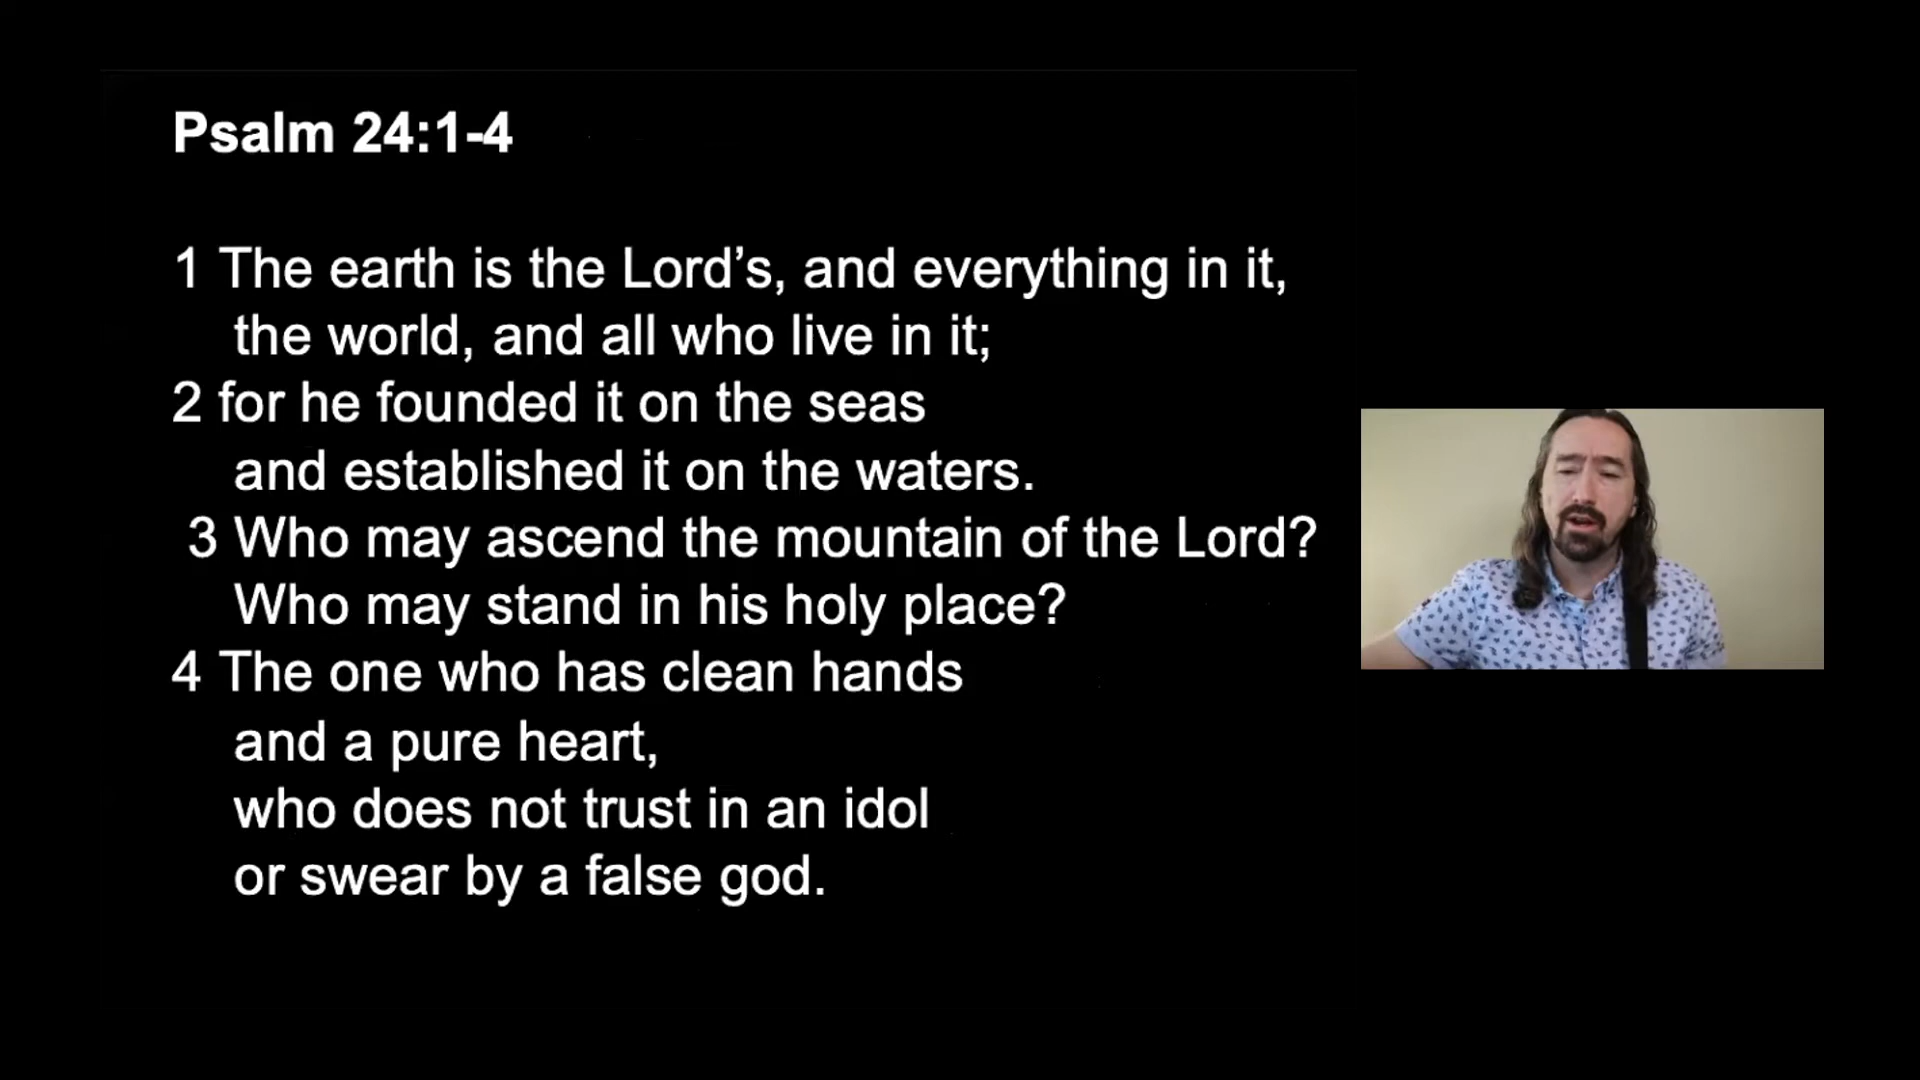 Psalm 24:1-4
1 The earth is the Lord’s, and everything in it,
the world, and all who live in it;
2 for he founded it on the seas
and established it on the waters.
3 Who may ascend the mountain of the Lord?
Who may stand in his holy place?
4 The one who has clean hands
and a pure heart,
who does not trust in an idol
or swear by a false god.